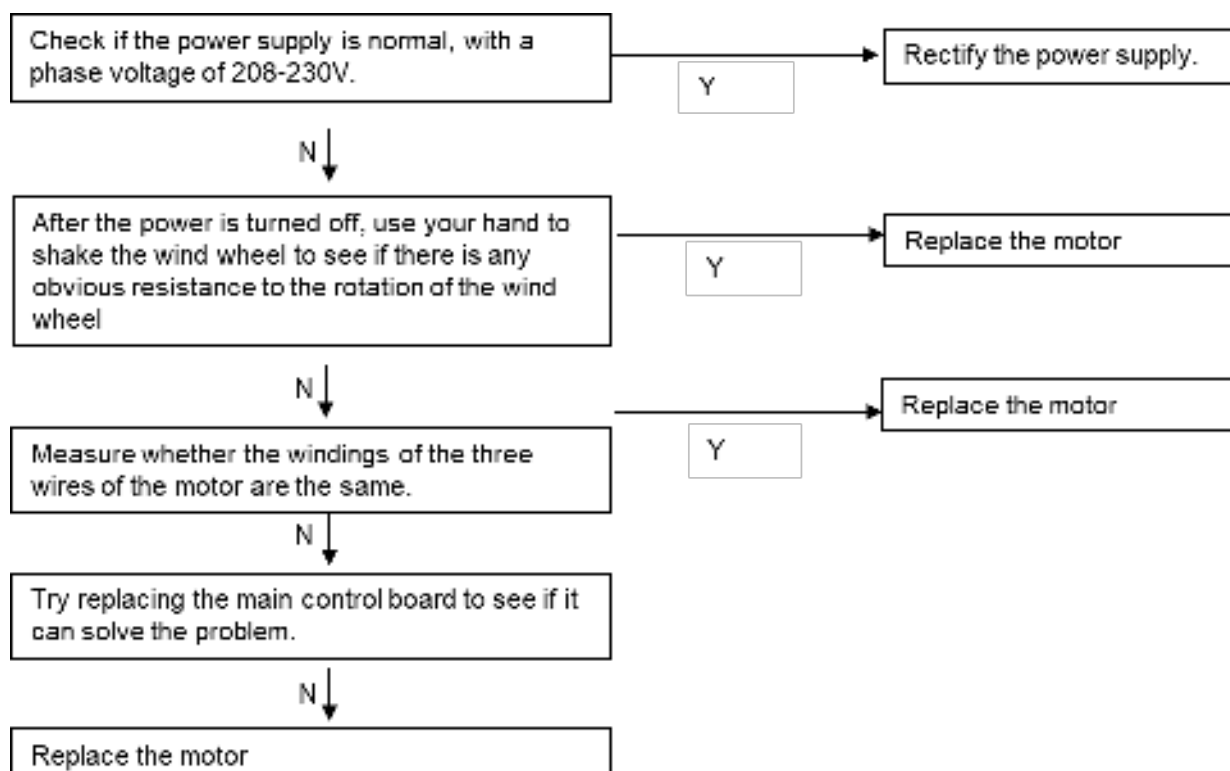 Check if the power supply is normal, with a
phase voltage of 208-230V.
Y
Rectify the power supply.
N
After the power is turned off, use your hand to
shake the wind wheel to see if there is any
obvious resistance to the rotation of the wind
wheel
Y
Replace the motor
N
Measure whether the windings of the three
wires of the motor are the same.
Y
Replace the motor
N
Try replacing the main control board to see if it
can solve the problem.
N
Replace the motor